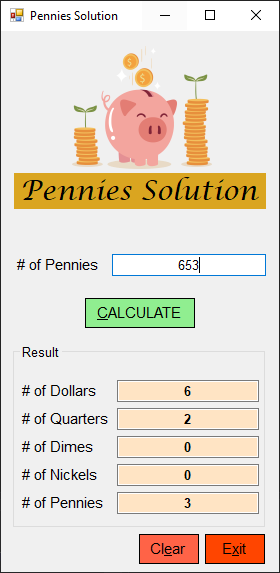 Pennies Solution
Pennies Solution
# of Pennies 653
CALCULATE
Result
# of Dollars 6
# of Quarters 2
# of Dimes 0
# of Nickels 0
# of Pennies 3
Clear Exit